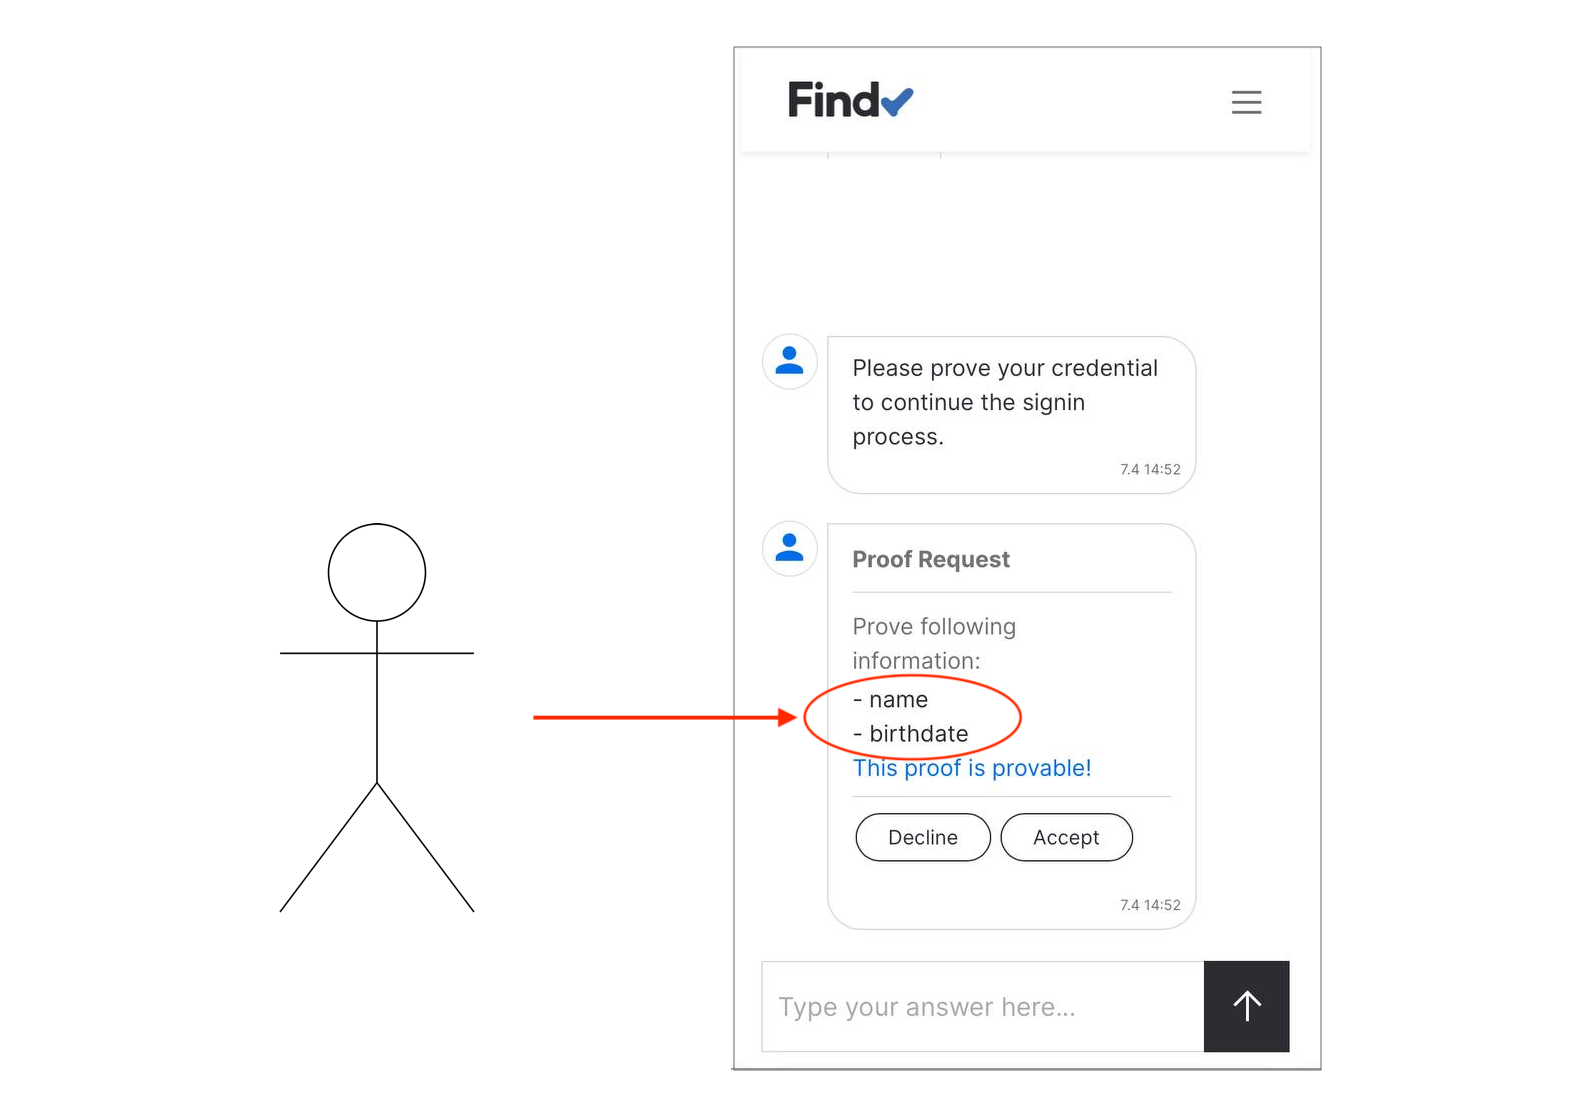 Find
Please prove your credential
to continue the signin
process.
7.4 14:52
Proof Request
Prove following
information:
- name
- birthdate
This proof is provable!
Decline
Accept
7.4 14:52
Type your answer here...